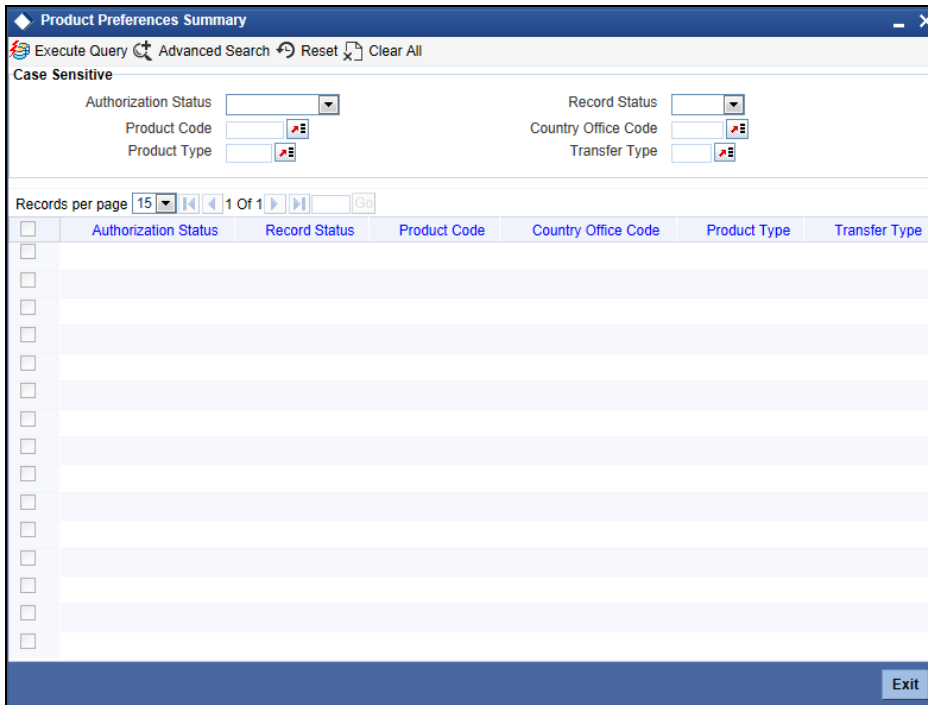 Product Preferences Summary
Execute Query Advanced Search Reset Clear All
Case Sensitive
Authorization Status Record Status
Product Code Country Office Code
Product Type Transfer Type
Records per page 15 1 Of 1 Go
Authorization Status Record Status Product Code Country Office Code Product Type Transfer Type
Exit